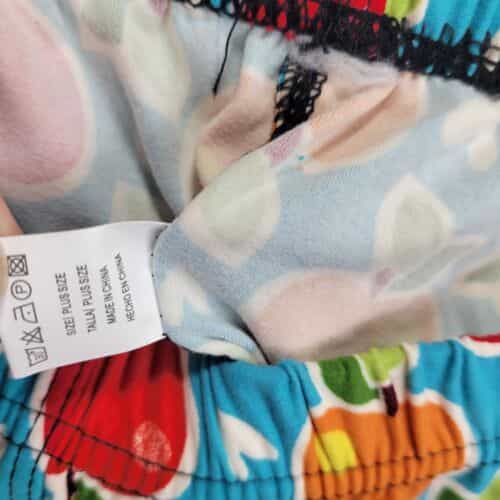 SIZE/ PLUS SIZE
TALLA/ PLUS SIZE
MADE IN CHINA
HECHO EN CHINA
P